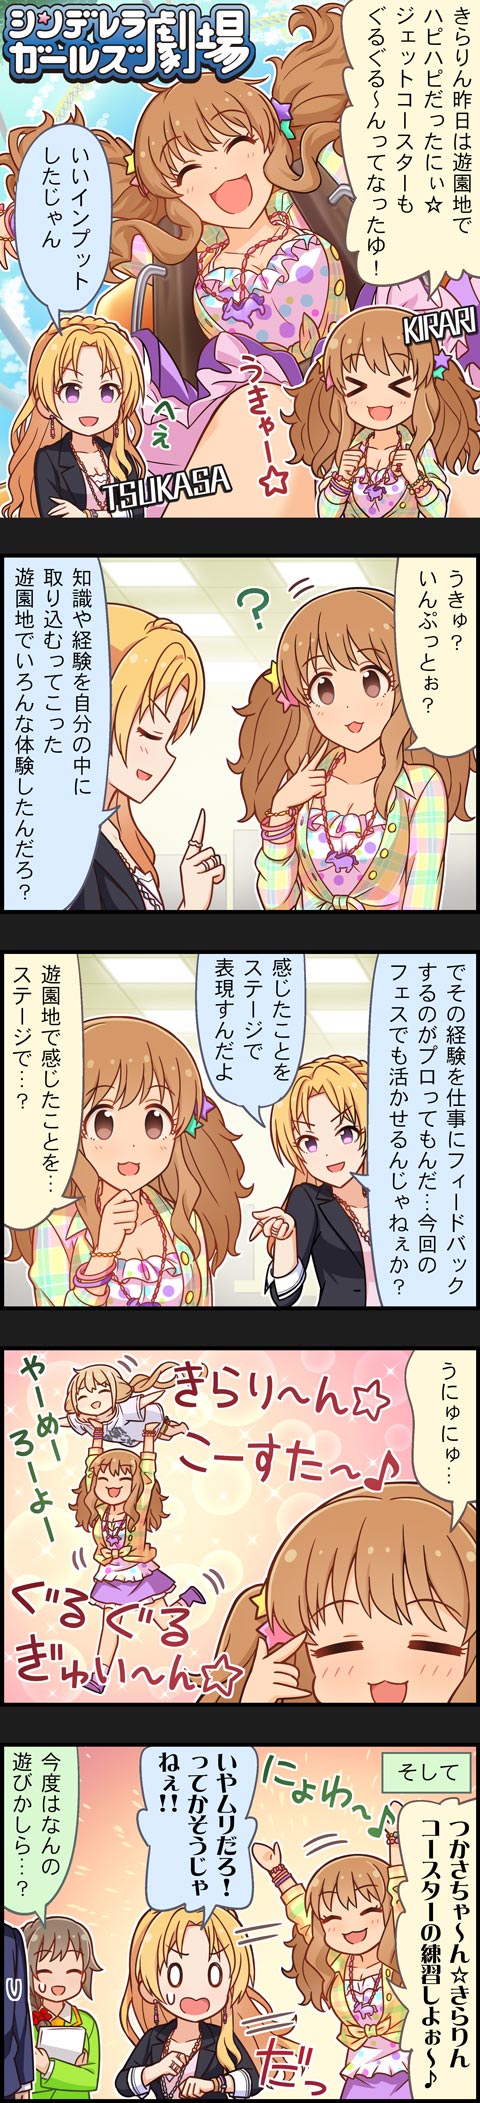 シンデレラ
ガールズ劇場
きらりん昨日は遊園地で
ハピハピだったにぃ☆
ジェットコースターも
ぐるぐる～んってなったゆ！
いいインプット
したじゃん
KIRARI
へぇ
うきゃー☆
TSUKASA
うきゅ？
いんぷっとぉ？
？
知識や経験を自分の中に
取り込むってこった
遊園地でいろんな体験したんだろ？
でその経験を仕事にフィードバック
するのがプロってもんだ…今回の
フェスでも活かせるんじゃねぇか？
感じたことを
ステージで
表現すんだよ
遊園地で感じたことを…
ステージで…？
うにゅにゅ…
きらり～ん☆
こーすた～♪
やーめー
ろーよー
ぐるぐる
ぎゅい～ん☆
そして
つかさちゃ～ん☆きらりん
コースターの練習しよぉ～♪
にょわ～♪
いやムリだろ！
ってかそうじゃ
ねぇ!!
だっ
今度はなんの
遊びかしら…？